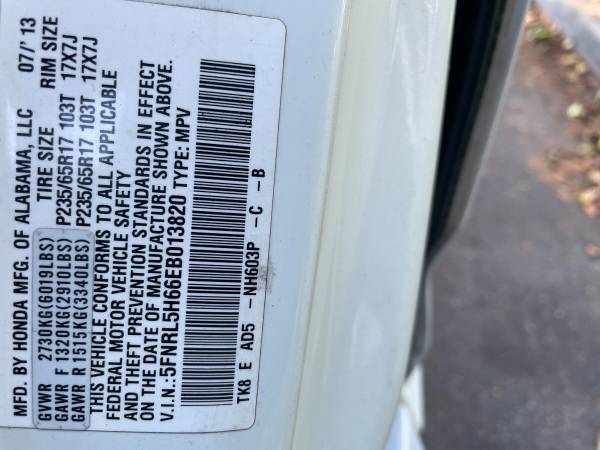 MFD. BY HONDA MFG. OF ALABAMA, LLC 07/'13
TIRE SIZE RIM SIZE
GVWR 2730KG(6019LBS)
GAWR F 1320KG(2910LBS) P235/65R17 103T 17X7J
GAWR R 1515KG(3340LBS) P235/65R17 103T 17X7J
THIS VEHICLE CONFORMS TO ALL APPLICABLE
FEDERAL MOTOR VEHICLE SAFETY
AND THEFT PREVENTION STANDARDS IN EFFECT
ON THE DATE OF MANUFACTURE SHOWN ABOVE.
V.I.N.:5FNRL5H66EB013820 TYPE: MPV
TK8 E AD5 -NH603P -C -B